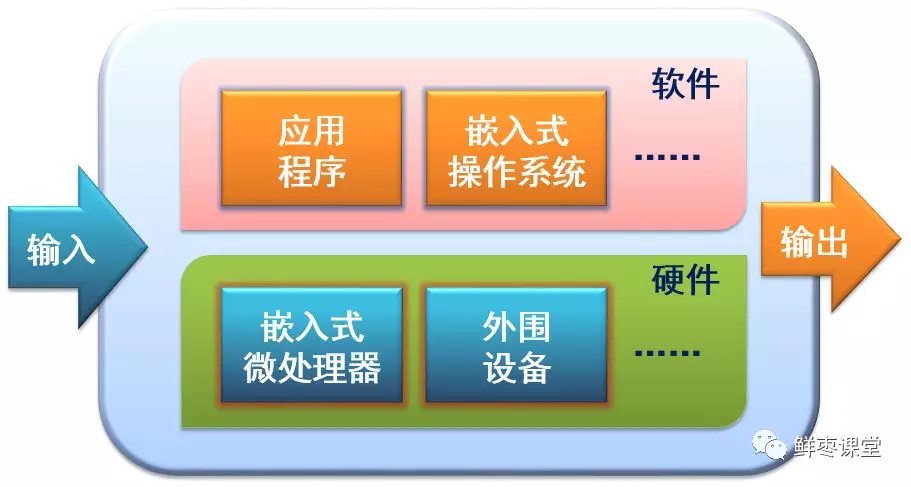 软件
应用
程序
嵌入式
操作系统
……
输入
输出
硬件
嵌入式
微处理器
外围
设备
……
鲜枣课堂